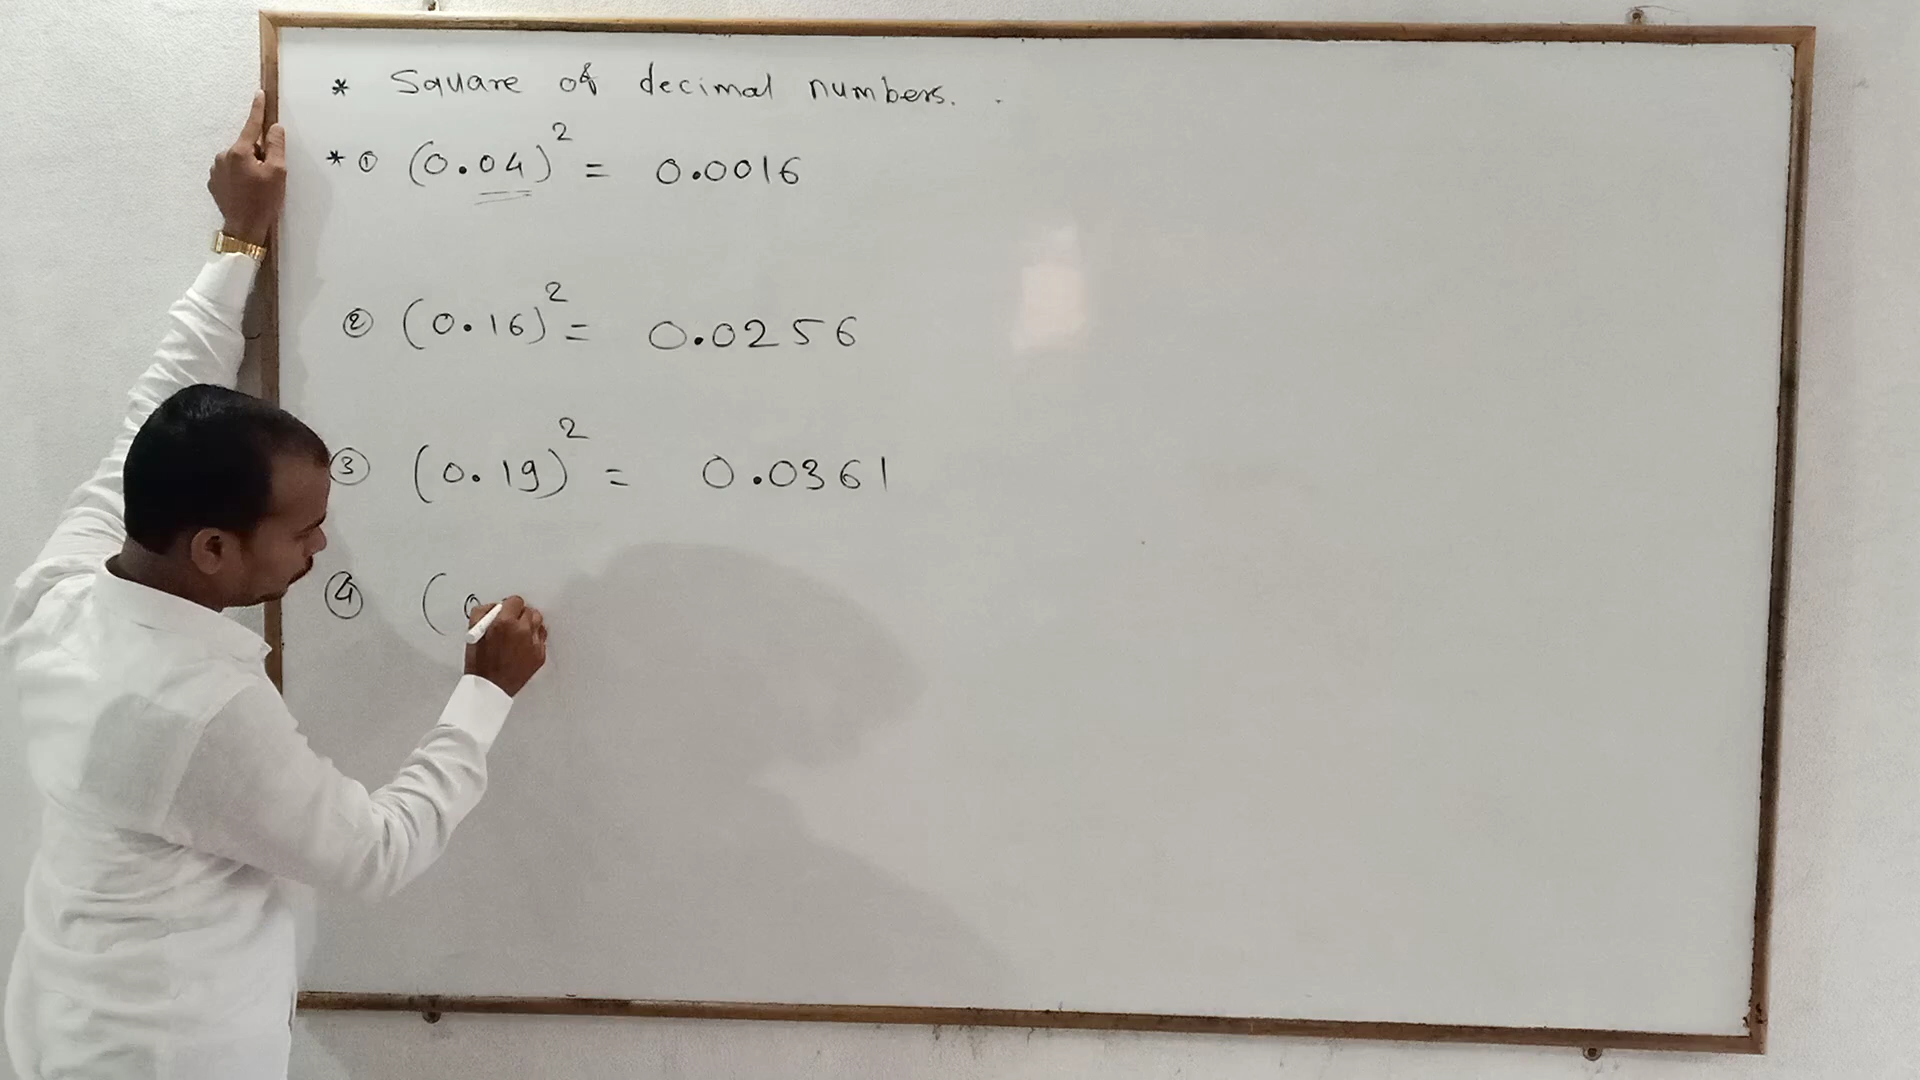 * Square of decimal numbers.
* ① (0.04)² = 0.0016
② (0.16)² = 0.0256
③ (0.19)² = 0.0361
④ (0